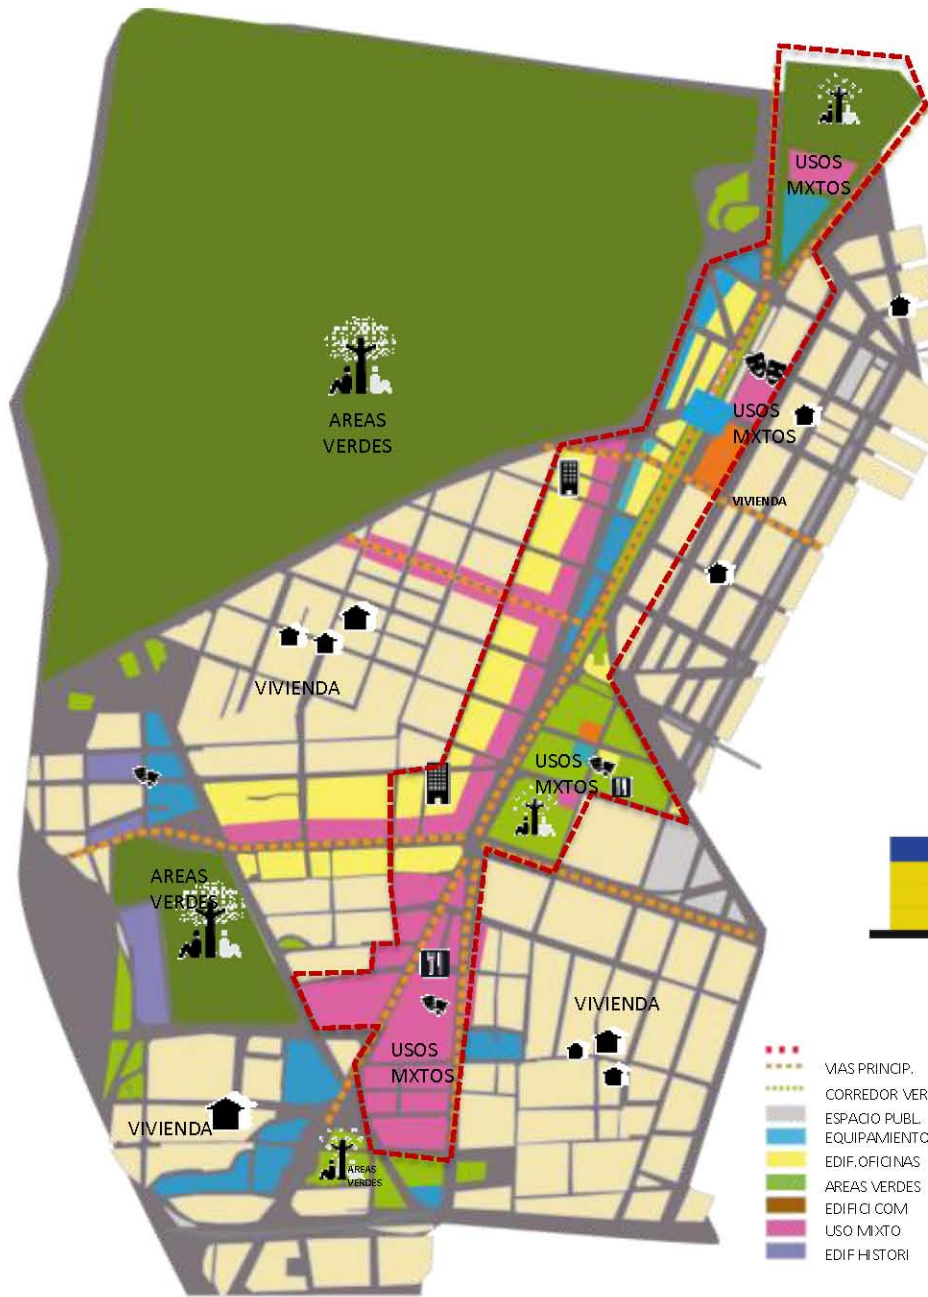 USOS
MXTOS
AREAS
VERDES
USOS
MXTOS
VIVIENDA
VIVIENDA
USOS
MXTOS
AREAS
VERDES
VIVIENDA
USOS
MXTOS
VIVIENDA
AREAS
VERDES
VIAS PRINCIP.
CORREDOR VER
ESPACIO PUBL.
EQUIPAMIENTO
EDIF.OFICINAS
AREAS VERDES
EDIFICI COM
USO MIXTO
EDIF HISTORI